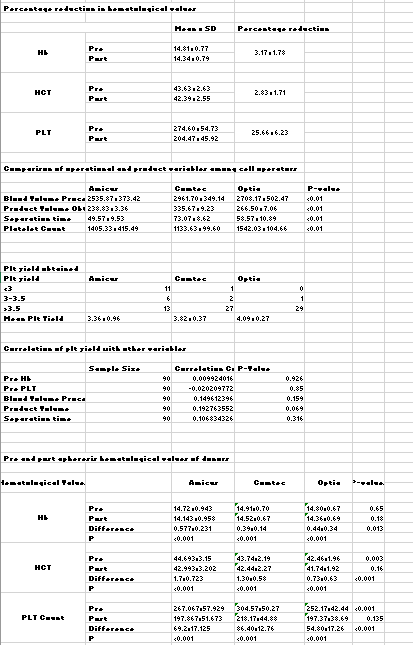 Percentage reduction in hematological values
Mean ± SD Percentage reduction
Hb Pre 14.81±0.77 3.17±1.78
Post 14.34±0.79
HCT Pre 43.63±2.63 2.83±1.71
Post 42.39±2.55
PLT Pre 274.60±54.73 25.66±6.23
Post 204.47±45.92
Comparison of operational and product variables among cell operators
Amicus Comtec Optia P-value
Blood Volume Proce 2535.87±373.42 2961.70±349.14 2708.17±502.47 <0.01
Product Volume Obt 238.83±3.36 335.67±9.23 266.50±7.06 <0.01
Separation time 49.57±9.53 73.07±8.62 58.57±10.89 <0.01
Platelet Count 1405.33±415.49 1133.63±99.60 1542.03±104.66 <0.01
Plt yield obtained
Plt yield Amicus Comtec Optia
<3 11 1 0
3-3.5 6 2 1
>3.5 13 27 29
Mean Plt Yield 3.36±0.96 3.82±0.37 4.09±0.27
Correlation of plt yield with other variables
Sample Size Correlation Co P-Value
Pre Hb 90 0.009924016 0.926
Pre PLT 90 -0.020209772 0.85
Blood Volume Proce 90 0.149612396 0.159
Product Volume 90 0.192763552 0.069
Separation time 90 0.106834326 0.316
Pre and post apheresis hematological values of donors
Hematological Values Amicus Comtec Optia P-value
Hb Pre 14.72±0.943 14.91±0.70 14.80±0.67 0.65
Post 14.143±0.958 14.52±0.67 14.36±0.69 0.18
Difference 0.577±0.231 0.39±0.14 0.44±0.34 0.013
P <0.001 <0.001 <0.001
HCT Pre 44.693±3.15 43.74±2.19 42.46±1.96 0.003
Post 42.993±3.202 42.44±2.27 41.74±1.92 0.16
Difference 1.7±0.723 1.30±0.58 0.73±0.63 <0.001
P <0.001 <0.001 <0.001
PLT Count Pre 267.067±57.929 304.57±50.27 252.17±42.44 <0.001
Post 197.867±51.673 218.17±44.88 197.37±38.69 0.135
Difference 69.2±17.125 86.40±12.76 54.80±17.26 <0.001
P <0.001 <0.001 <0.001